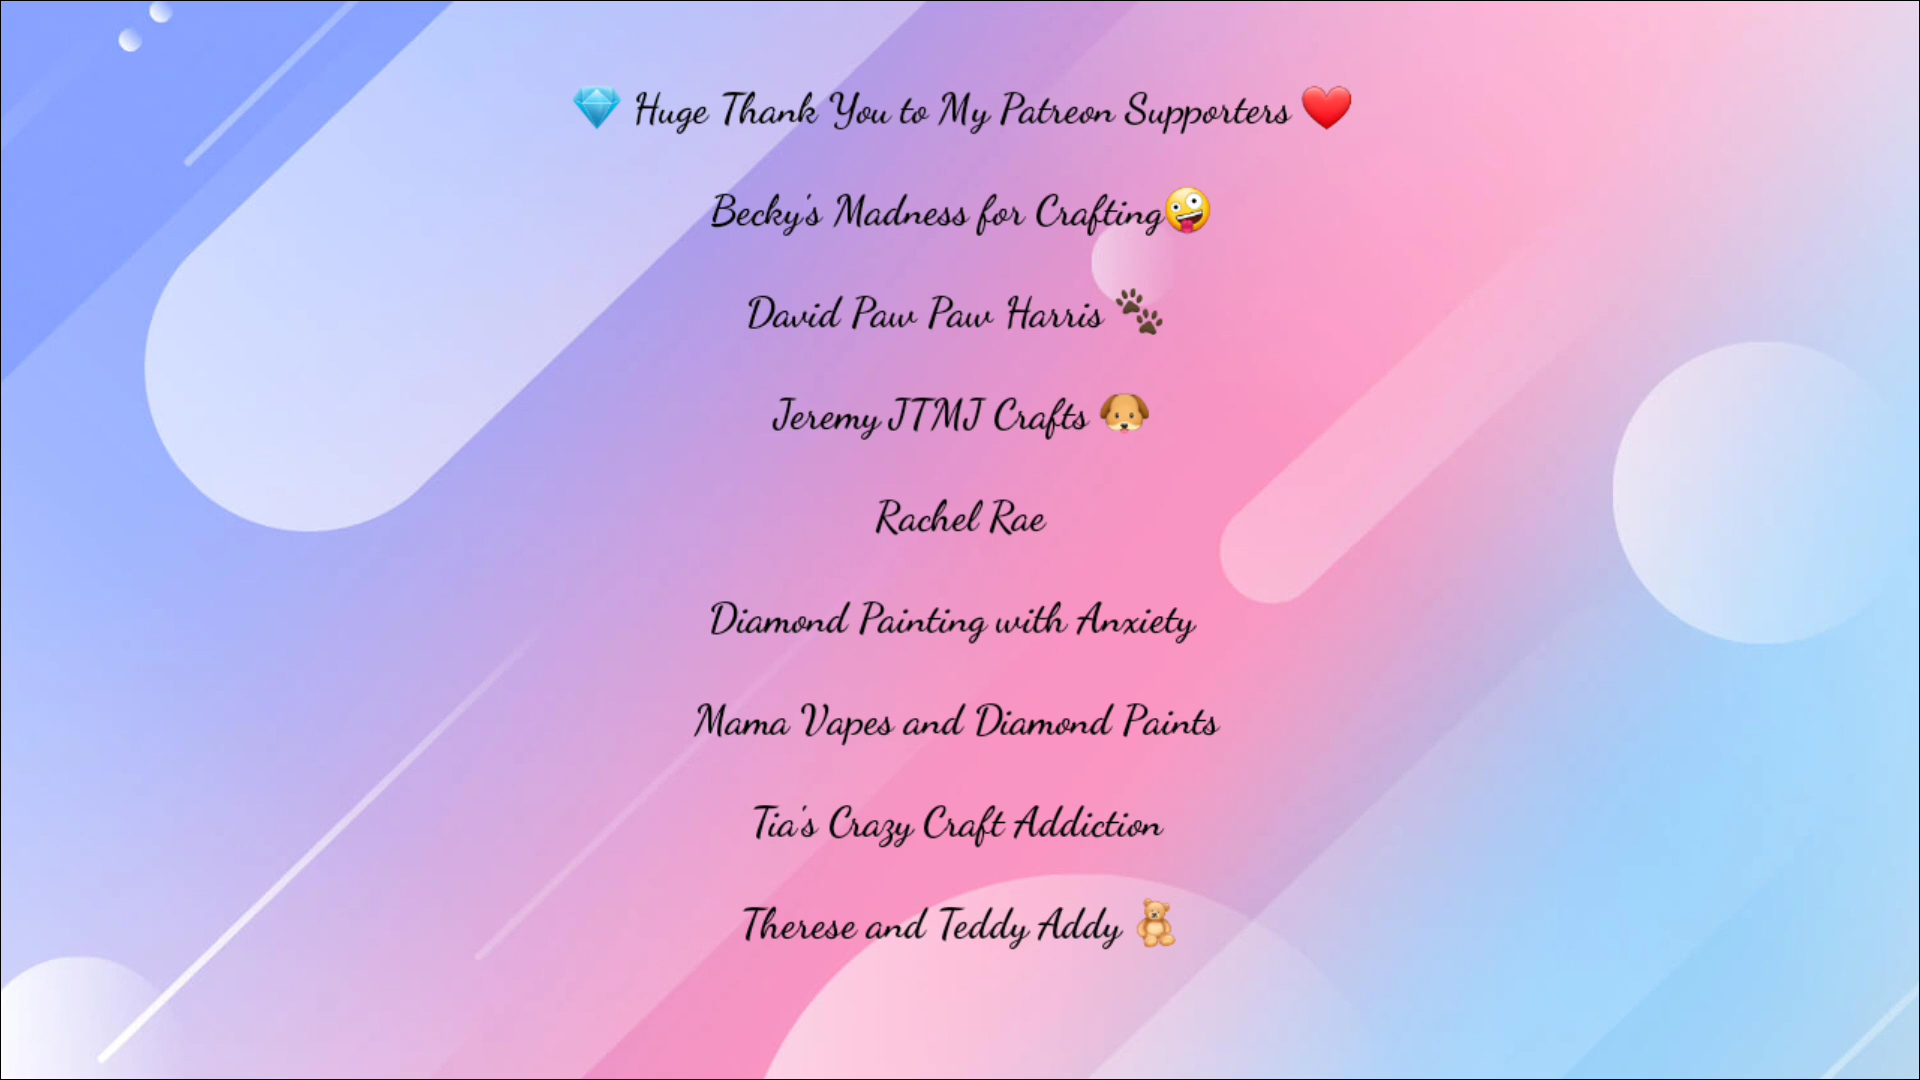 💎 Huge Thank You to My Patreon Supporters ❤️
Becky's Madness for Crafting🤪
David Paw Paw Harris 🐾
Jeremy JTMJ Crafts 🐶
Rachel Rae
Diamond Painting with Anxiety
Mama Vapes and Diamond Paints
Tia's Crazy Craft Addiction
Therese and Teddy Addy 🧸